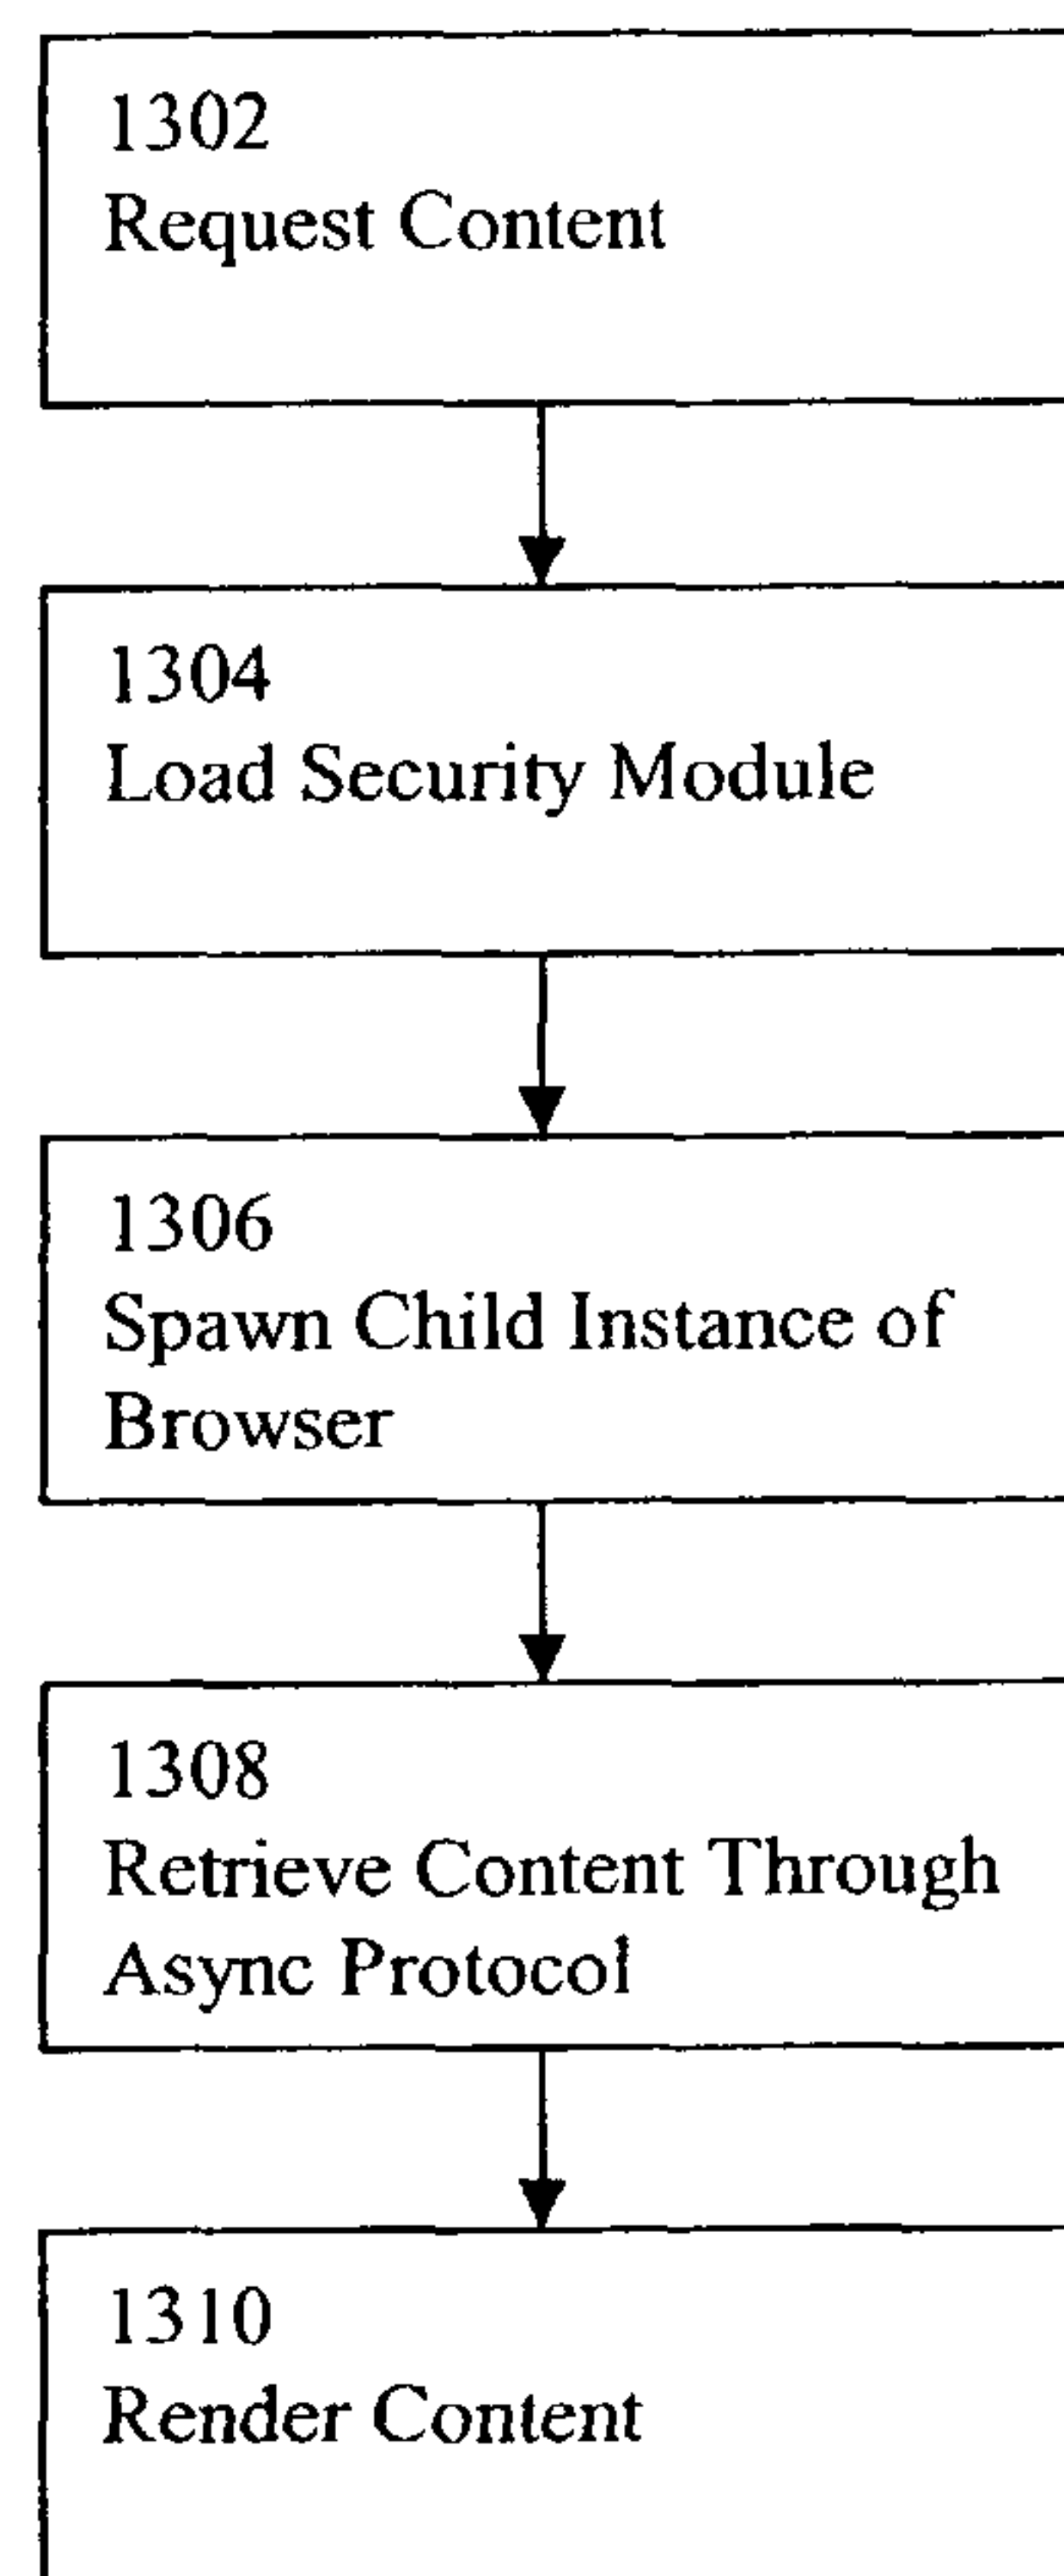 1302
Request Content
1304
Load Security Module
1306
Spawn Child Instance of
Browser
1308
Retrieve Content Through
Async Protocol
1310
Render Content